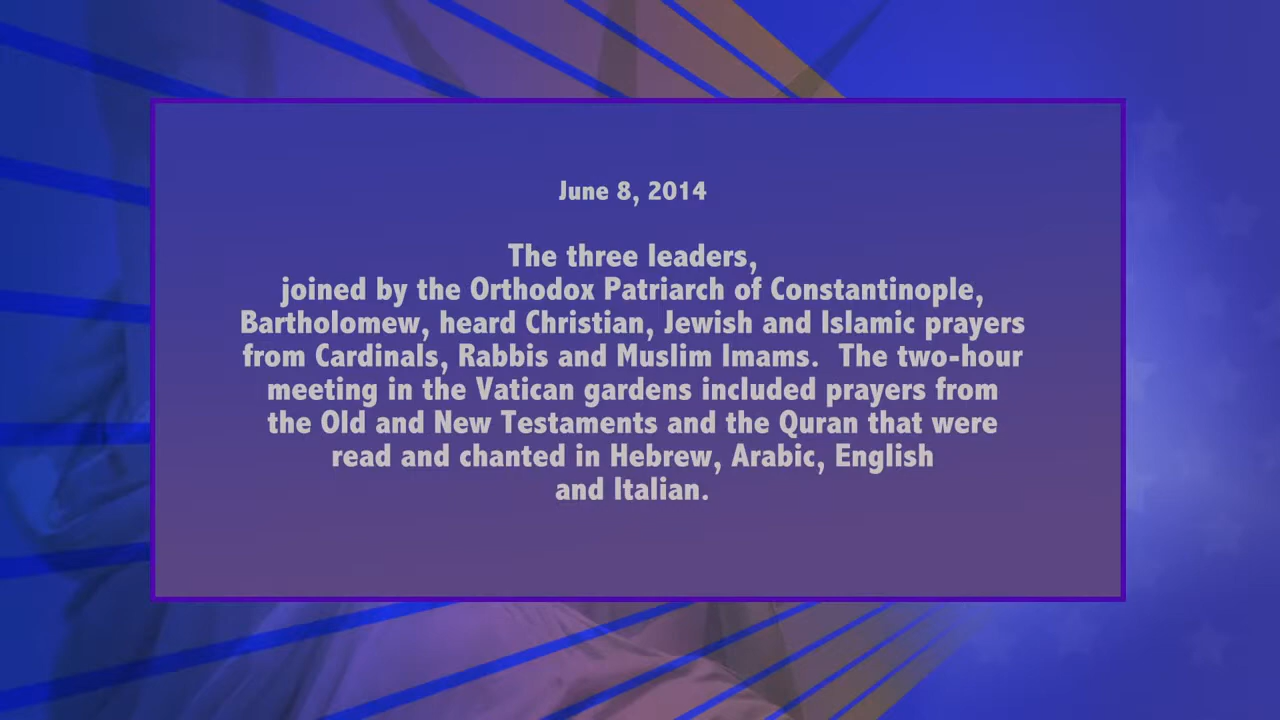 June 8, 2014
The three leaders,
joined by the Orthodox Patriarch of Constantinople,
Bartholomew, heard Christian, Jewish and Islamic prayers
from Cardinals, Rabbis and Muslim Imams.  The two-hour
meeting in the Vatican gardens included prayers from
the Old and New Testaments and the Quran that were
read and chanted in Hebrew, Arabic, English
and Italian.